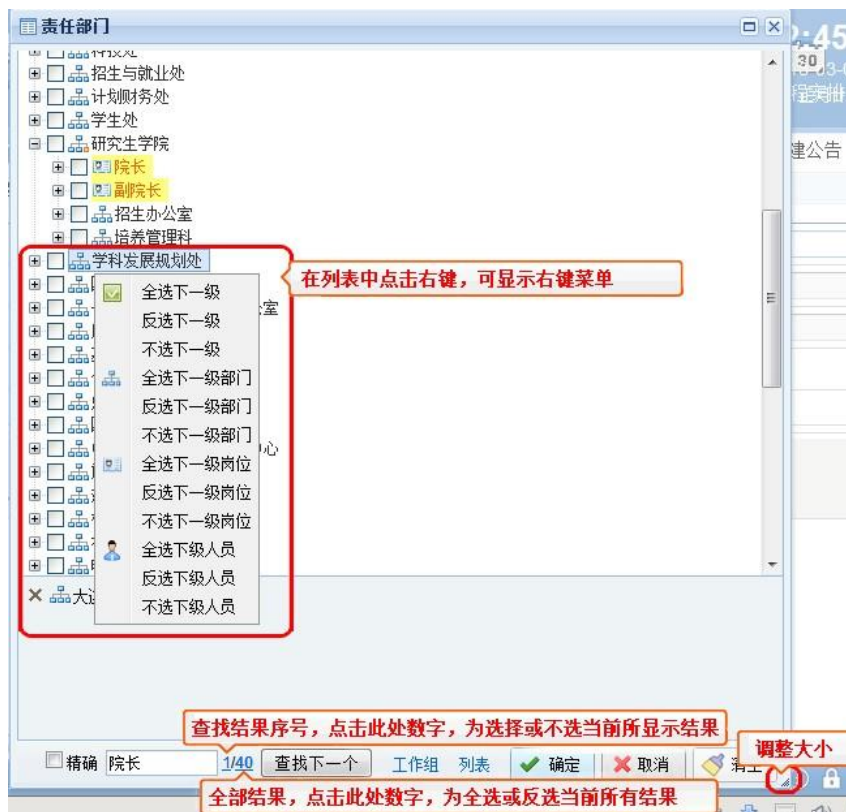 责任部门
招生与就业处
计划财务处
学生处
研究生学院
院长
副院长
招生办公室
培养管理科
学科发展规划处
在列表中点击右键，可显示右键菜单
全选下一级
室
反选下一级
不选下一级
全选下一级部门
反选下一级部门
不选下一级部门
心
全选下一级岗位
反选下一级岗位
不选下一级岗位
全选下级人员
反选下级人员
不选下级人员
查找结果序号，点击此处数字，为选择或不选当前所显示结果
调整大小
精确 院长 1/40 查找下一个 工作组 列表 确定 取消
全部结果，点击此处数字，为全选或反选当前所有结果
:45
30
建公告